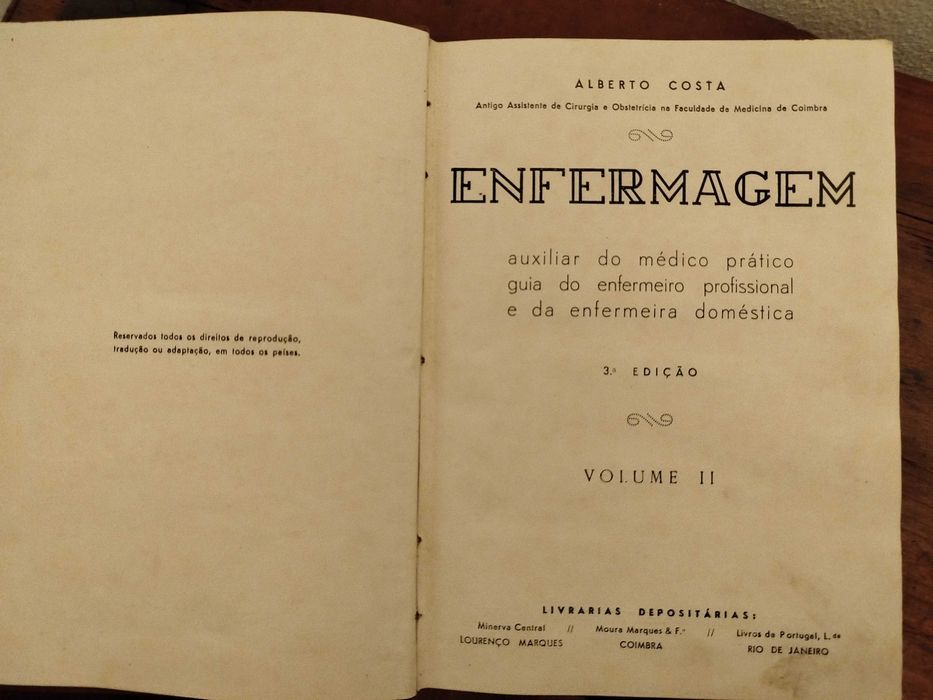 Reservados todos os direitos de reprodução,
tradução ou adaptação, em todos os países.
ALBERTO COSTA
Antigo Assistente de Cirurgia e Obstetrícia na Faculdade de Medicina de Coimbra
ENFERMAGEM
auxiliar do médico prático
guia do enfermeiro profissional
e da enfermeira doméstica
3.ª EDIÇÃO
VOLUME II
LIVRARIAS DEPOSITÁRIAS:
Minerva Central // Moura Marques & F.º // Livros de Portugal, L.da
LOURENÇO MARQUES COIMBRA RIO DE JANEIRO